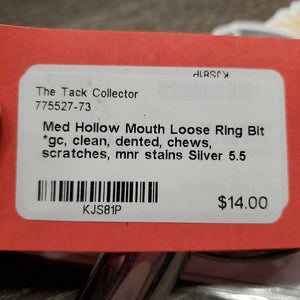 KJS81P
The Tack Collector
775527-73
Med Hollow Mouth Loose Ring Bit
*gc, clean, dented, chews,
scratches, mnr stains Silver 5.5
KJS81P
$14.00